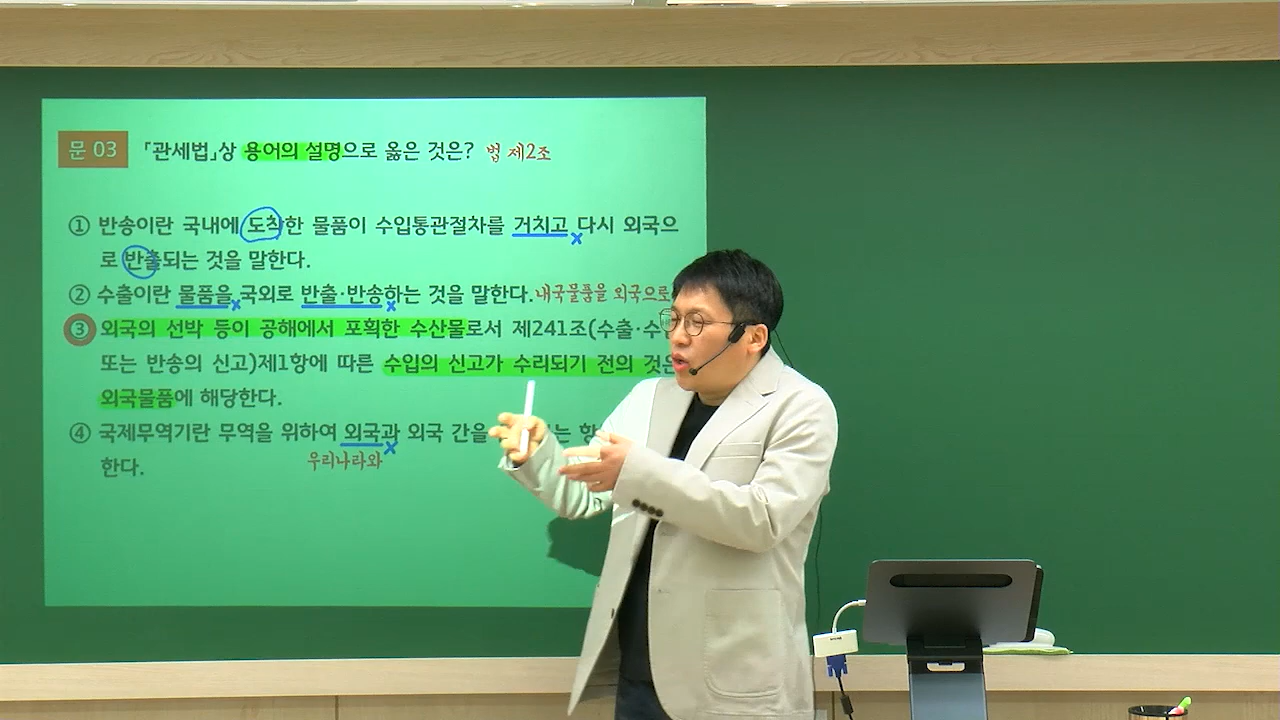 문 03 「관세법」상 용어의 설명으로 옳은 것은? 법 제2조
① 반송이란 국내에 도착한 물품이 수입통관절차를 거치고 다시 외국으
로 반출되는 것을 말한다.
② 수출이란 물품을 국외로 반출·반송하는 것을 말한다. 내국물품을 외국으로
③ 외국의 선박 등이 공해에서 포획한 수산물로서 제241조(수출·수
또는 반송의 신고)제1항에 따른 수입의 신고가 수리되기 전의 것은
외국물품에 해당한다.
④ 국제무역기란 무역을 위하여 외국과 외국 간을 는 항
우리나라와
한다.